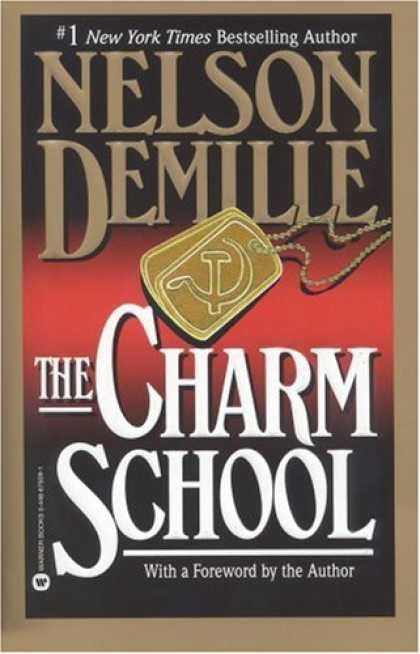 #1 New York Times Bestselling Author
NELSON
DEMILLE
THE CHARM
SCHOOL
With a Foreword by the Author